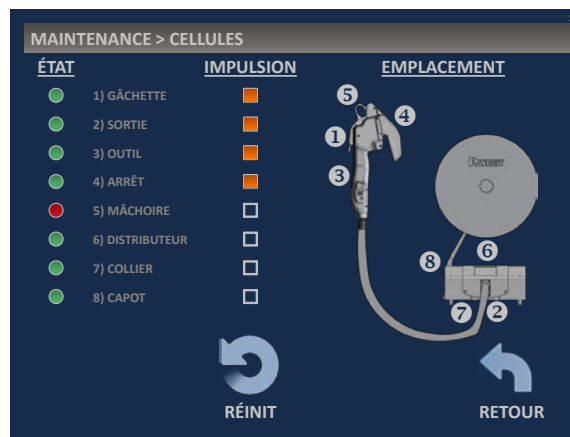 MAINTENANCE > CELLULES
ÉTAT IMPULSION EMPLACEMENT
1) GÂCHETTE
2) SORTIE
3) OUTIL
4) ARRÊT
5) MÂCHOIRE
6) DISTRIBUTEUR
7) COLLIER
8) CAPOT
5
4
1
3
PANDUIT
6
8
7 2
RÉINIT RETOUR